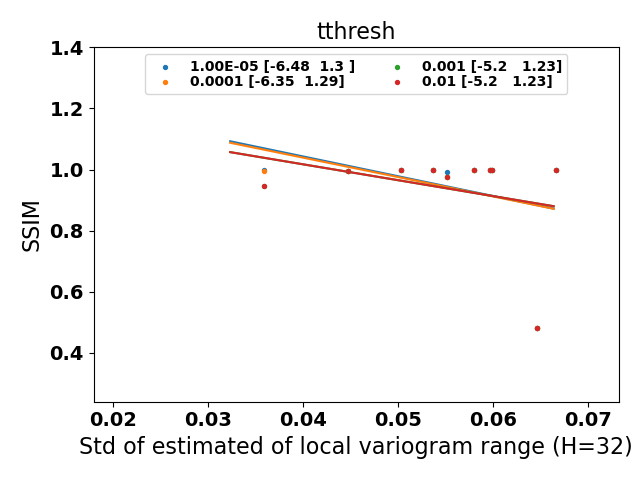 tthresh
1.4
1.00E-05 [-6.48  1.3 ]
0.0001 [-6.35  1.29]
0.001 [-5.2   1.23]
0.01 [-5.2   1.23]
1.2
1.0
0.8
0.6
0.4
SSIM
0.02 0.03 0.04 0.05 0.06 0.07
Std of estimated of local variogram range (H=32)